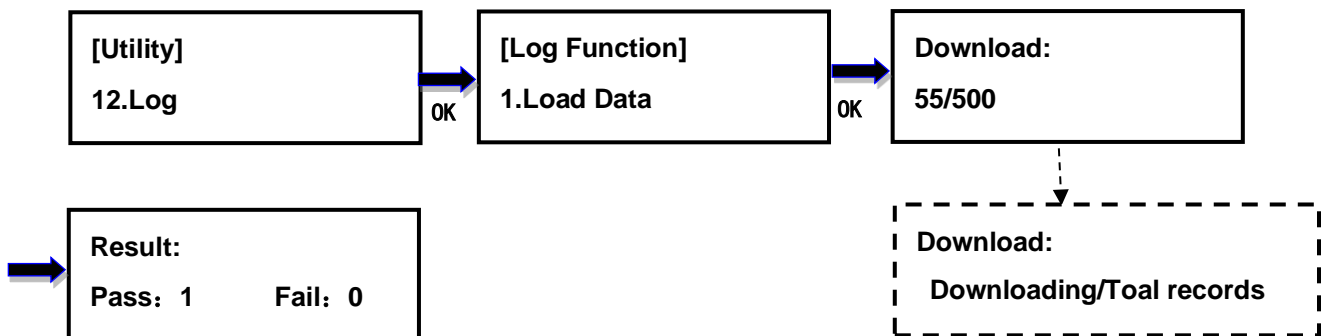 [Utility]
12.Log
OK
[Log Function]
1.Load Data
OK
Download:
55/500
Result:
Pass：1 Fail：0
Download:
Downloading/Toal records